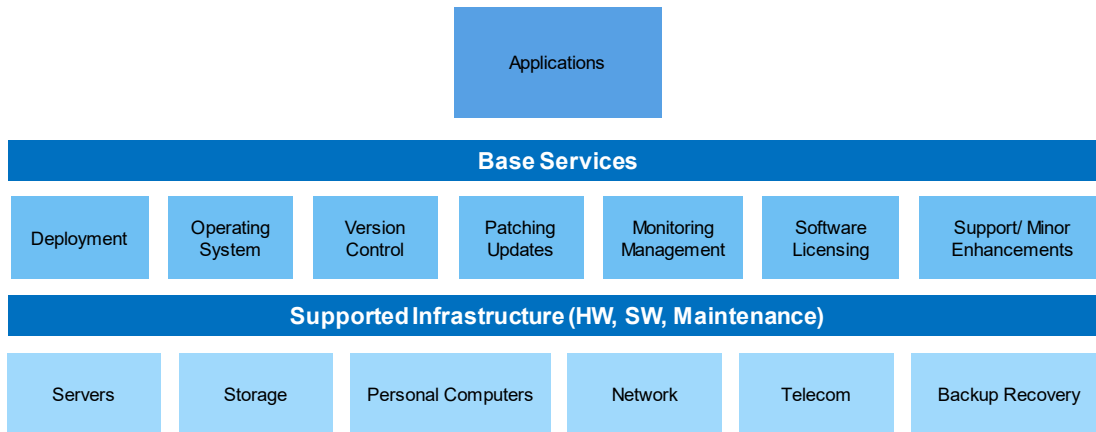 Applications
Base Services
Deployment
Operating
System
Version
Control
Patching
Updates
Monitoring
Management
Software
Licensing
Support/ Minor
Enhancements
Supported Infrastructure (HW, SW, Maintenance)
Servers
Storage
Personal Computers
Network
Telecom
Backup Recovery